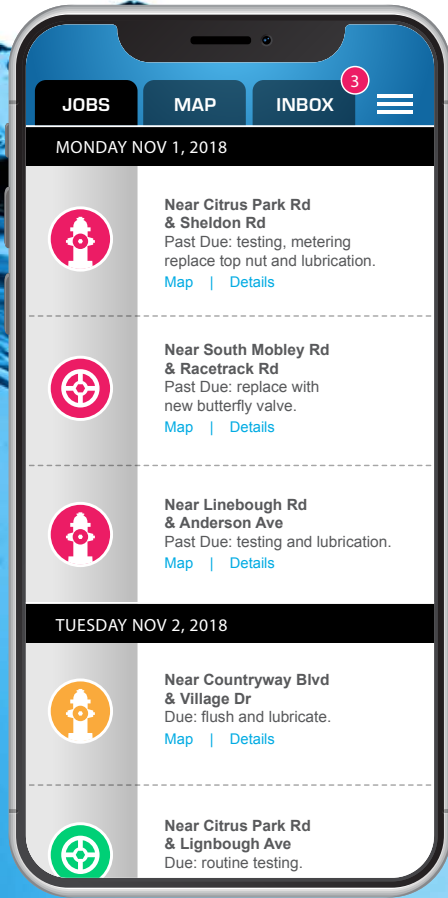 JOBS
MAP
INBOX
3
MONDAY NOV 1, 2018
Near Citrus Park Rd
& Sheldon Rd
Past Due: testing, metering
replace top nut and lubrication.
Map | Details
Near South Mobley Rd
& Racetrack Rd
Past Due: replace with
new butterfly valve.
Map | Details
Near Linebough Rd
& Anderson Ave
Past Due: testing and lubrication.
Map | Details
TUESDAY NOV 2, 2018
Near Countryway Blvd
& Village Dr
Due: flush and lubricate.
Map | Details
Near Citrus Park Rd
& Lignbough Ave
Due: routine testing.